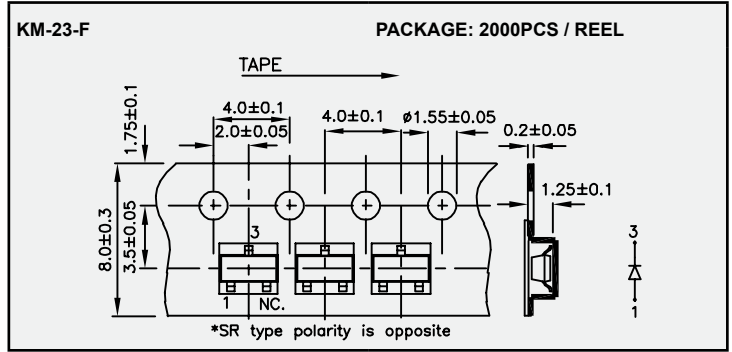 KM-23-F
PACKAGE: 2000PCS / REEL
TAPE
4.0±0.1
2.0±0.05
4.0±0.1
ø1.55±0.05
0.2±0.05
1.75±0.1
1.25±0.1
8.0±0.3
3.5±0.05
3
1
NC.
3
1
*SR type polarity is opposite